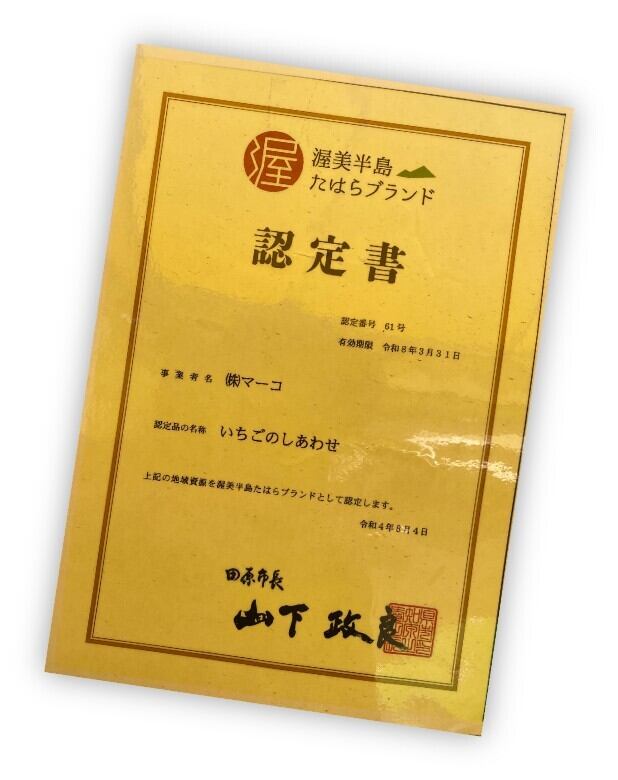 渥
渥美半島
たはらブランド
認定書
認定番号 61号
有効期限 令和8年3月31日
事業者名 ㈱マーコ
認定品の名称 いちごのしあわせ
上記の地域資源を渥美半島たはらブランドとして認定します。
令和4年8月4日
田原市長
山下政良